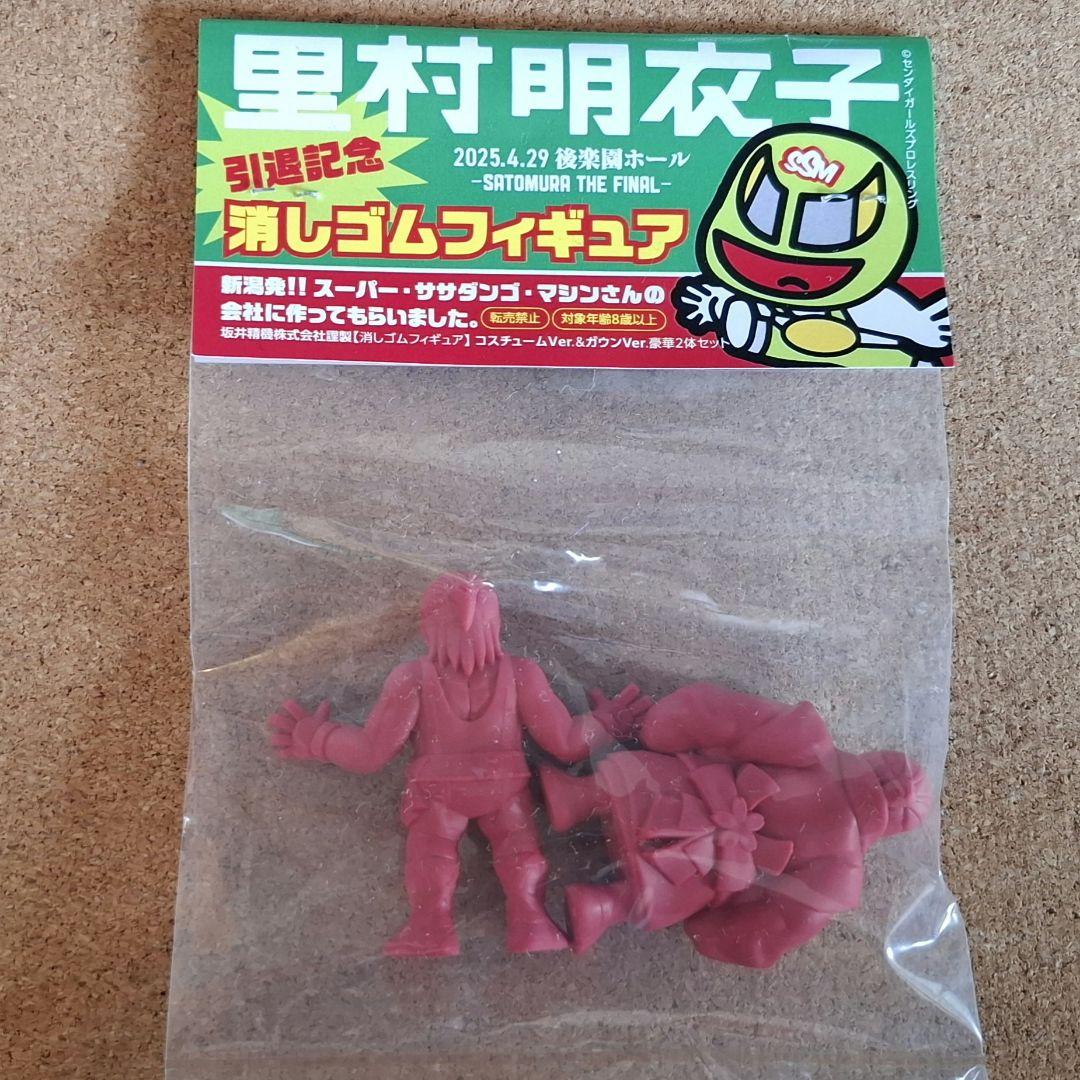 里村明衣子
©センダイガールズプロレスリング
引退記念
2025.4.29 後楽園ホール
-SATOMURA THE FINAL-
SSM
消しゴムフィギュア
新潟発!! スーパー・ササダンゴ・マシンさんの
会社に作ってもらいました。 転売禁止 対象年齢8歳以上
坂井精機株式会社謹製【消しゴムフィギュア】 コスチュームVer.&ガウンVer.豪華2体セット